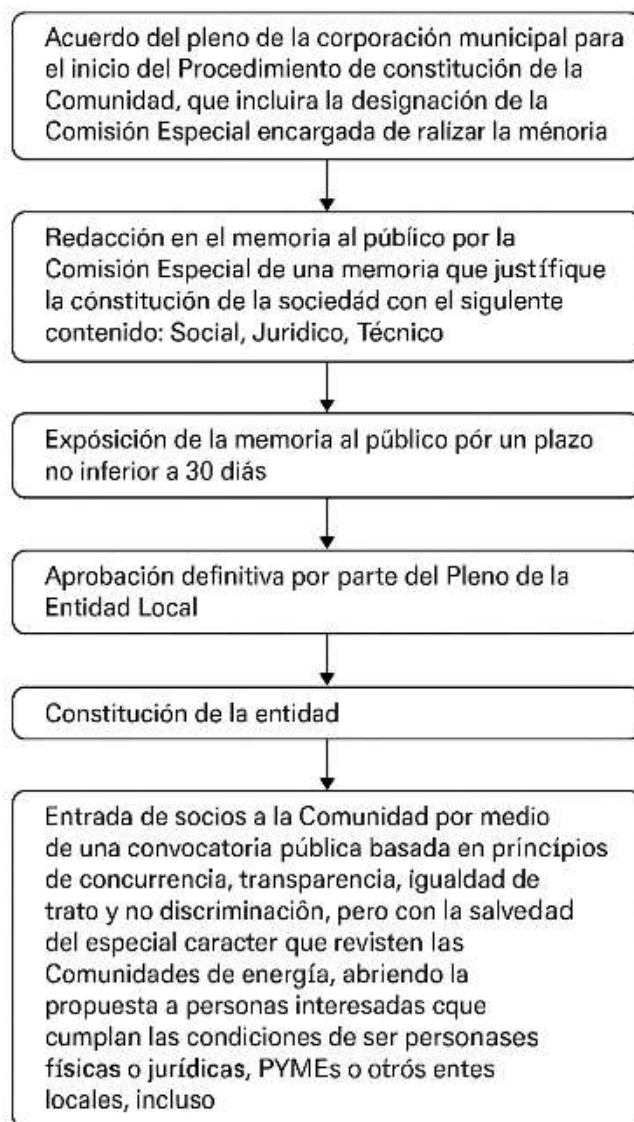 Acuerdo del pleno de la corporación municipal para
el inicio del Procedimiento de constitución de la
Comunidad, que incluira la designación de la
Comisión Especial encargada de ralizar la ménoria
Redacción en el memoria al públíco por la
Comisión Especial de una memoria que justífique
la cónstitución de la sociedád con el sigulente
contenido: Social, Juridico, Técnico
Expósición de la memoria al público pór un plazo
no inferior a 30 diás
Aprobación definitiva por parte del Pleno de la
Entidad Local
Constitución de la entidad
Entrada de socios a la Comunidad por medio
de una convocatoria pública basada en príncípios
de concurrencia, transparencia, ígualdad de
trato y no discriminaciôn, pero con la salvedad
del especial caracter que revisten las
Comunidades de energía, abriendo la
propuesta a personas interesadas cque
cumplan las condiciones de ser personases
físicas o jurídicas, PYMEs o otrós entes
locales, incluso